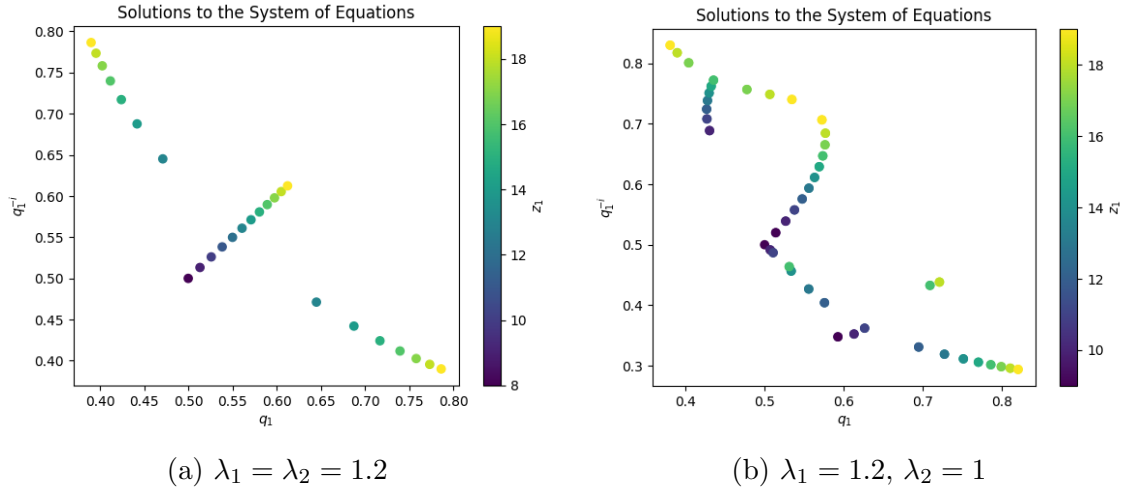 Solutions to the System of Equations
0.80
0.75
0.70
0.65
0.60
0.55
0.50
0.45
0.40
q₁⁻ⁱ
0.40 0.45 0.50 0.55 0.60 0.65 0.70 0.75 0.80
q₁
18
16
14
12
10
8
z₁
(a) λ₁ = λ₂ = 1.2
Solutions to the System of Equations
0.8
0.7
0.6
0.5
0.4
0.3
q₁⁻ⁱ
0.4 0.5 0.6 0.7 0.8
q₁
18
16
14
12
10
z₁
(b) λ₁ = 1.2, λ₂ = 1